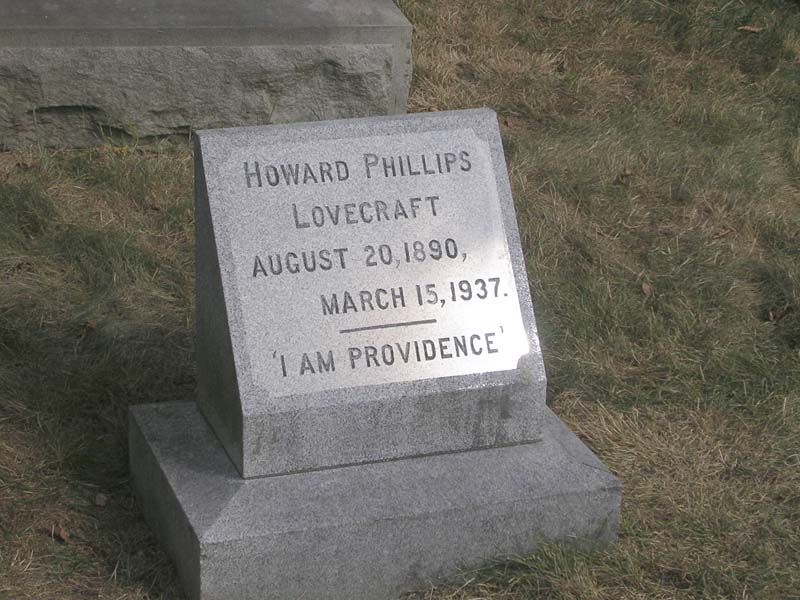 HOWARD PHILLIPS
LOVECRAFT
AUGUST 20, 1890,
MARCH 15, 1937.
'I AM PROVIDENCE'